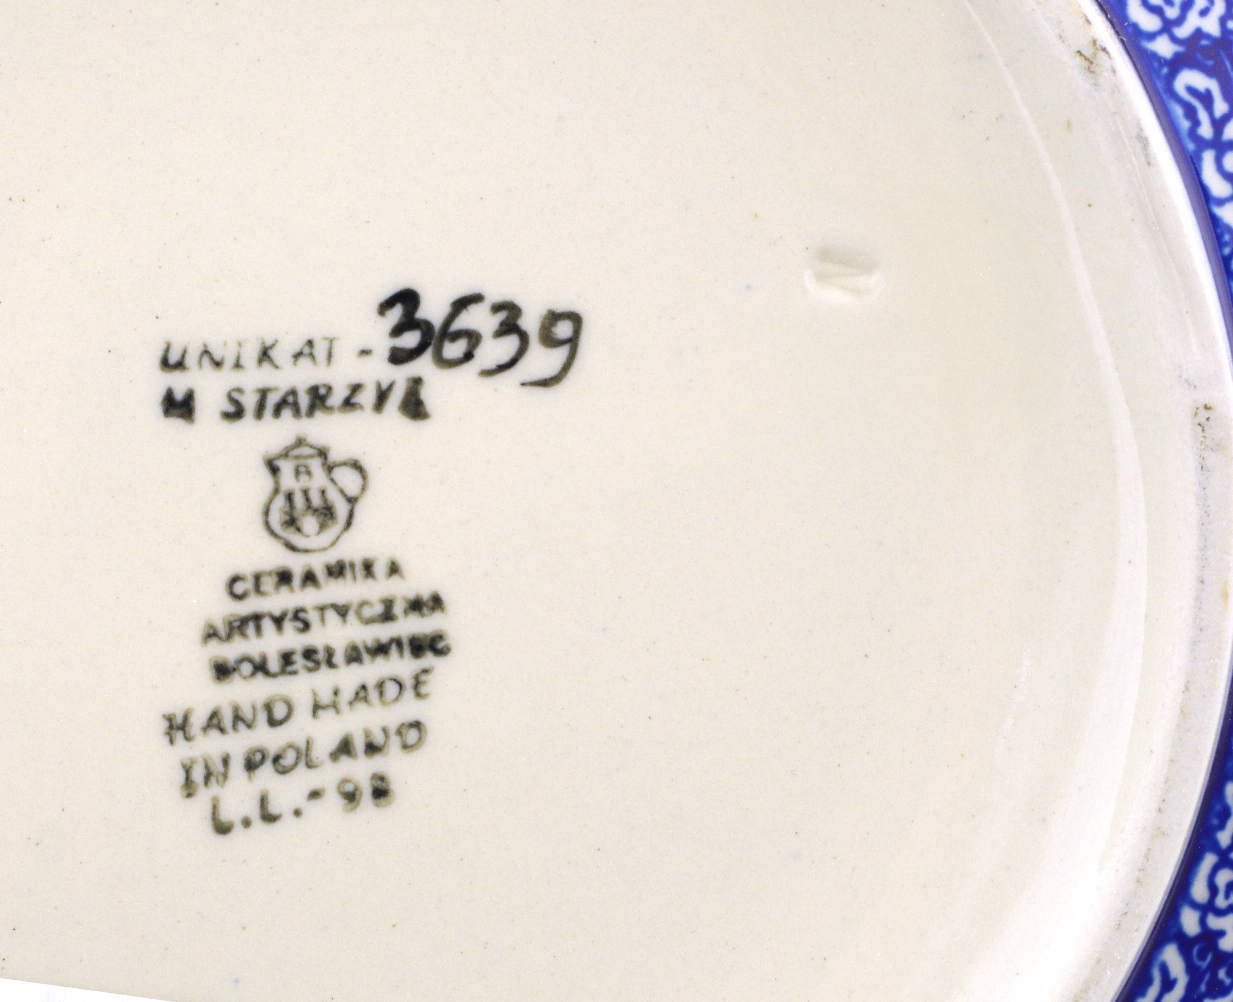 UNIKAT - 3639
M STARZYK
CERAMIKA
ARTYSTYCZNA
BOLESŁAWIEC
HAND MADE
IN POLAND
L.L.-98